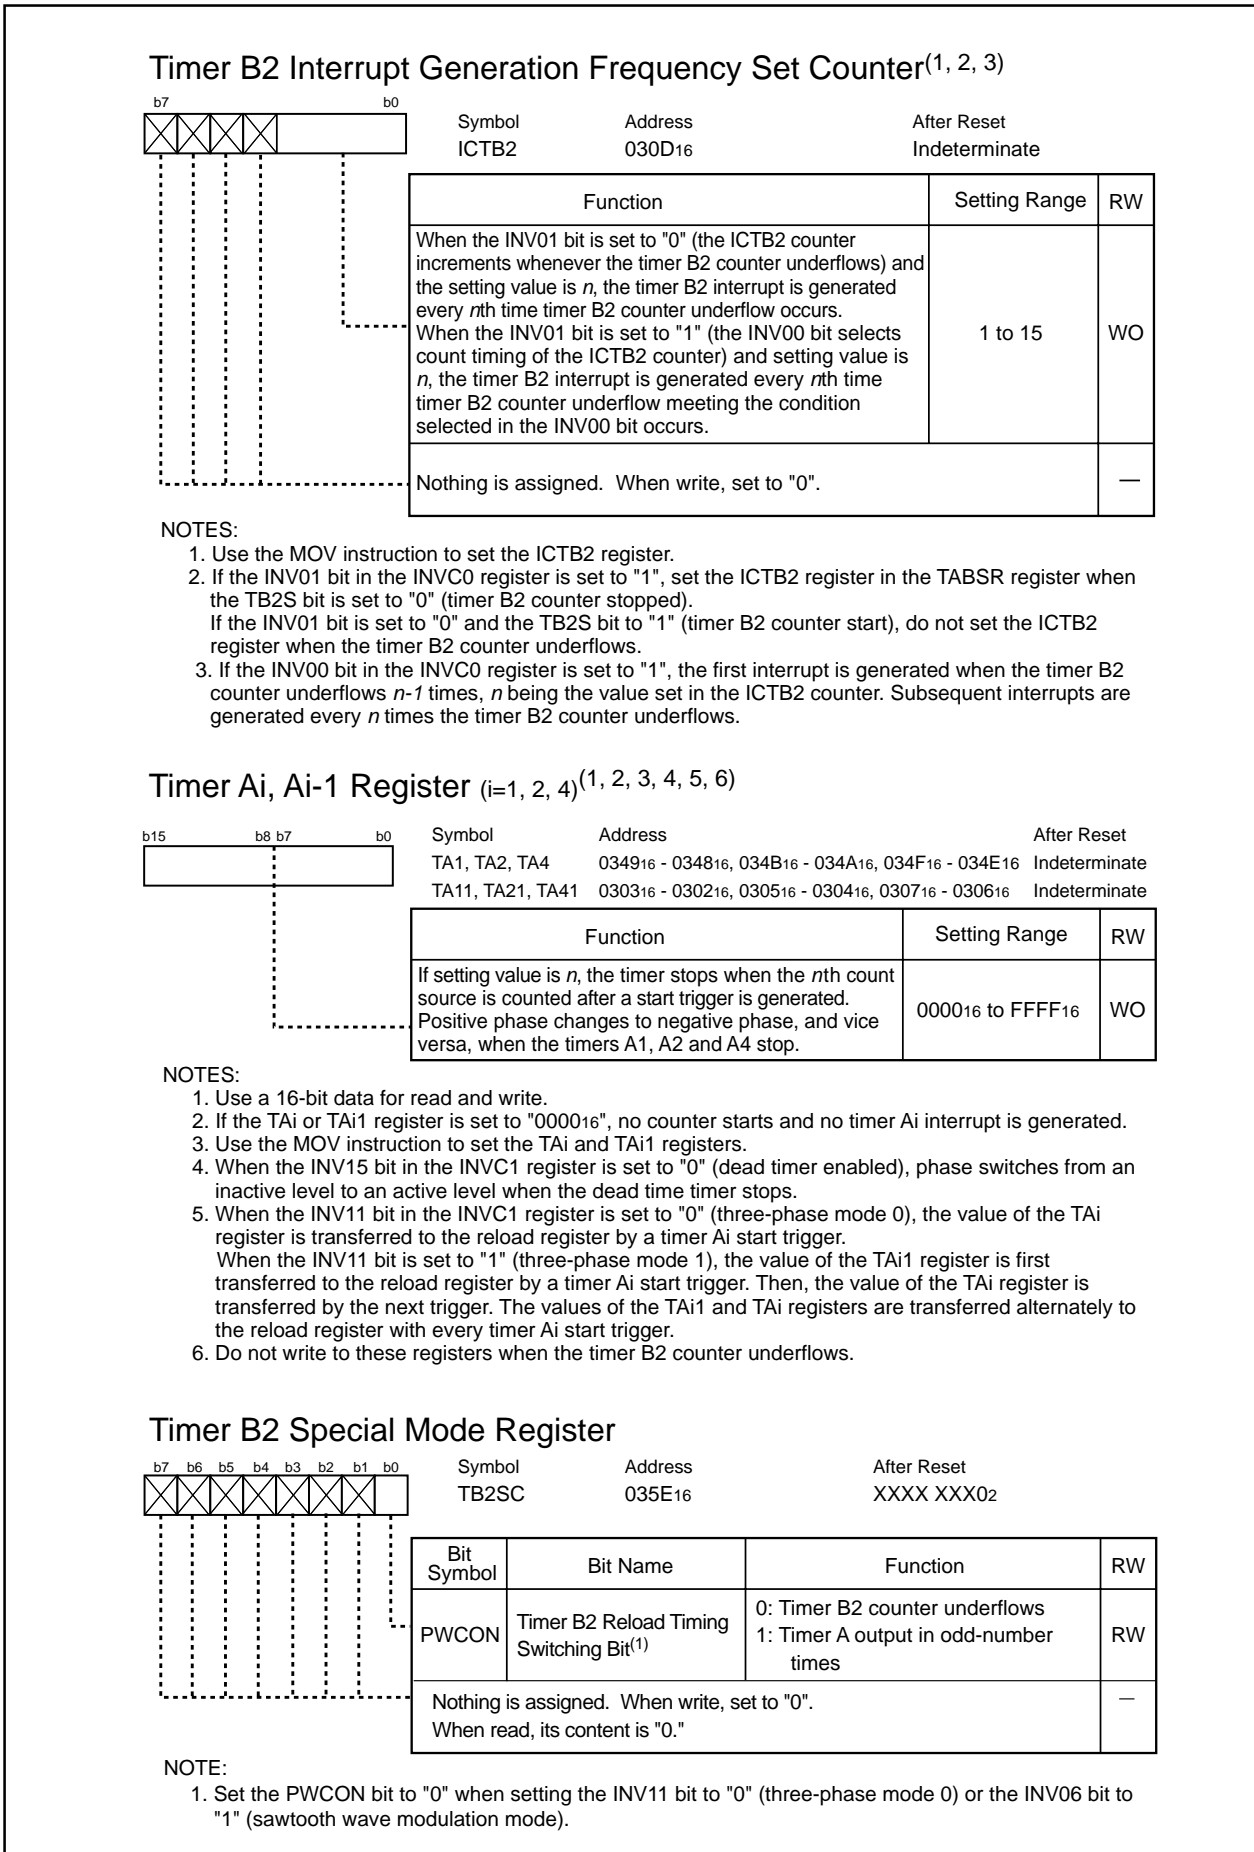 Timer B2 Interrupt Generation Frequency Set Counter(1, 2, 3)
b7 b0
Symbol Address After Reset
ICTB2 030D16 Indeterminate
Function Setting Range RW
When the INV01 bit is set to "0" (the ICTB2 counter
increments whenever the timer B2 counter underflows) and
the setting value is n, the timer B2 interrupt is generated
every nth time timer B2 counter underflow occurs.
When the INV01 bit is set to "1" (the INV00 bit selects
count timing of the ICTB2 counter) and setting value is
n, the timer B2 interrupt is generated every nth time
timer B2 counter underflow meeting the condition
selected in the INV00 bit occurs.
1 to 15 WO
Nothing is assigned. When write, set to "0". —
NOTES:
1. Use the MOV instruction to set the ICTB2 register.
2. If the INV01 bit in the INVC0 register is set to "1", set the ICTB2 register in the TABSR register when
the TB2S bit is set to "0" (timer B2 counter stopped).
If the INV01 bit is set to "0" and the TB2S bit to "1" (timer B2 counter start), do not set the ICTB2
register when the timer B2 counter underflows.
3. If the INV00 bit in the INVC0 register is set to "1", the first interrupt is generated when the timer B2
counter underflows n-1 times, n being the value set in the ICTB2 counter. Subsequent interrupts are
generated every n times the timer B2 counter underflows.
Timer Ai, Ai-1 Register (i=1, 2, 4)(1, 2, 3, 4, 5, 6)
b15 b8 b7 b0
Symbol Address After Reset
TA1, TA2, TA4 034916 - 034816, 034B16 - 034A16, 034F16 - 034E16 Indeterminate
TA11, TA21, TA41 030316 - 030216, 030516 - 030416, 030716 - 030616 Indeterminate
Function Setting Range RW
If setting value is n, the timer stops when the nth count
source is counted after a start trigger is generated.
Positive phase changes to negative phase, and vice
versa, when the timers A1, A2 and A4 stop.
000016 to FFFF16 WO
NOTES:
1. Use a 16-bit data for read and write.
2. If the TAi or TAi1 register is set to "000016", no counter starts and no timer Ai interrupt is generated.
3. Use the MOV instruction to set the TAi and TAi1 registers.
4. When the INV15 bit in the INVC1 register is set to "0" (dead timer enabled), phase switches from an
inactive level to an active level when the dead time timer stops.
5. When the INV11 bit in the INVC1 register is set to "0" (three-phase mode 0), the value of the TAi
register is transferred to the reload register by a timer Ai start trigger.
When the INV11 bit is set to "1" (three-phase mode 1), the value of the TAi1 register is first
transferred to the reload register by a timer Ai start trigger. Then, the value of the TAi register is
transferred by the next trigger. The values of the TAi1 and TAi registers are transferred alternately to
the reload register with every timer Ai start trigger.
6. Do not write to these registers when the timer B2 counter underflows.
Timer B2 Special Mode Register
b7 b6 b5 b4 b3 b2 b1 b0
Symbol Address After Reset
TB2SC 035E16 XXXX XXX02
Bit Symbol Bit Name Function RW
PWCON Timer B2 Reload Timing
Switching Bit(1)
0: Timer B2 counter underflows
1: Timer A output in odd-number
times
RW
Nothing is assigned. When write, set to "0". —
When read, its content is "0."
NOTE:
1. Set the PWCON bit to "0" when setting the INV11 bit to "0" (three-phase mode 0) or the INV06 bit to
"1" (sawtooth wave modulation mode).